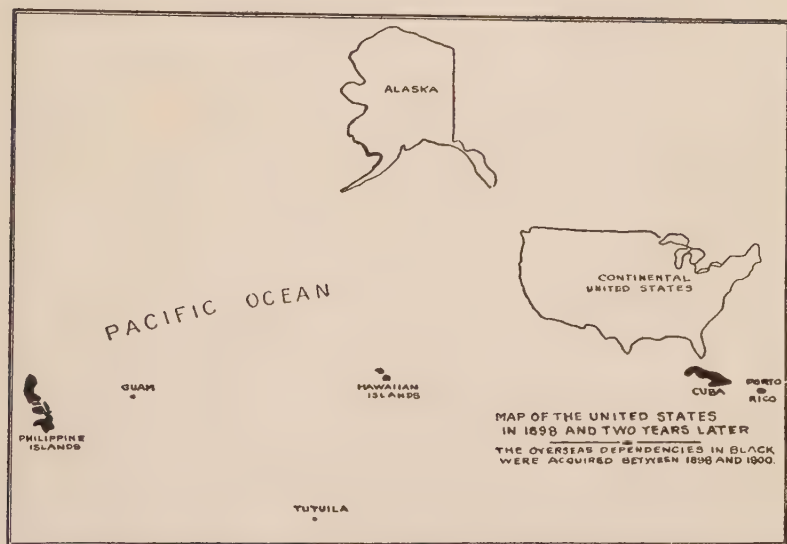 ALASKA
CONTINENTAL
UNITED STATES
PACIFIC OCEAN
GUAM
HAWAIIAN
ISLANDS
CUBA
PORTO
RICO
PHILIPPINE
ISLANDS
MAP OF THE UNITED STATES
IN 1898 AND TWO YEARS LATER
THE OVERSEAS DEPENDENCIES IN BLACK
WERE ACQUIRED BETWEEN 1898 AND 1900.
TUTUILA